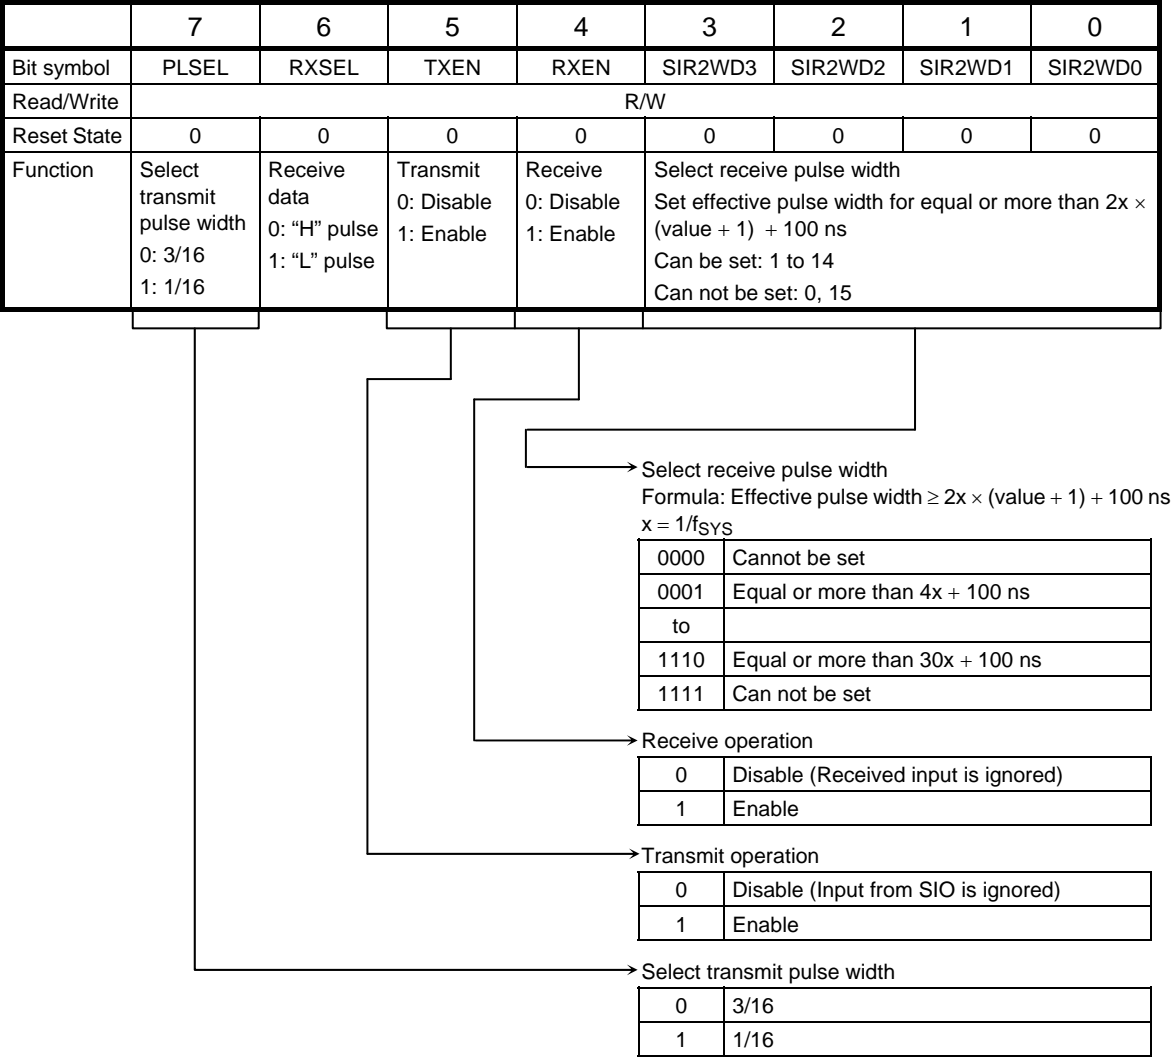 7 6 5 4 3 2 1 0
Bit symbol PLSEL RXSEL TXEN RXEN SIR2WD3 SIR2WD2 SIR2WD1 SIR2WD0
Read/Write R/W
Reset State 0 0 0 0 0 0 0 0
Function
Select
transmit
pulse width
0: 3/16
1: 1/16
Receive
data
0: “H” pulse
1: “L” pulse
Transmit
0: Disable
1: Enable
Receive
0: Disable
1: Enable
Select receive pulse width
Set effective pulse width for equal or more than 2x ×
(value + 1) + 100 ns
Can be set: 1 to 14
Can not be set: 0, 15
Select receive pulse width
Formula: Effective pulse width ≥ 2x × (value + 1) + 100 ns
x = 1/fSYS
0000 Cannot be set
0001 Equal or more than 4x + 100 ns
to
1110 Equal or more than 30x + 100 ns
1111 Can not be set
Receive operation
0 Disable (Received input is ignored)
1 Enable
Transmit operation
0 Disable (Input from SIO is ignored)
1 Enable
Select transmit pulse width
0 3/16
1 1/16